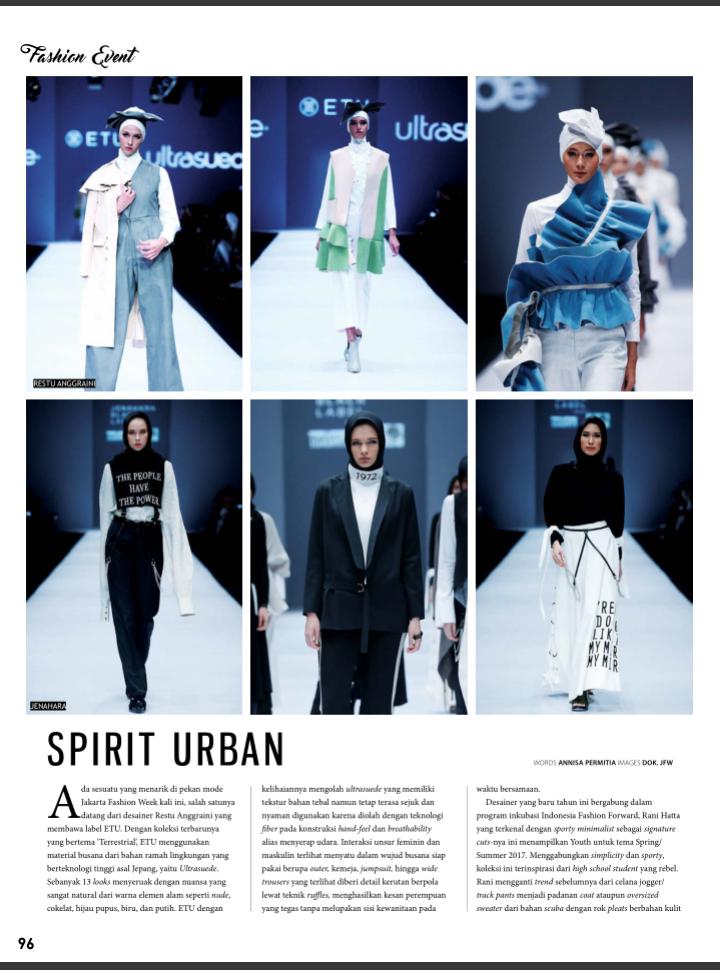 Fashion Event
ETU
ultrasued
ETU
ultrasu
RESTU ANGGRAINI
THE PEOPLE
HAVE
THE POWER
1972
LABEL
JENAHARA
SPIRIT URBAN
WORDS ANNISA PERMITIA IMAGES DOK. JFW
Ada sesuatu yang menarik di pekan mode
Jakarta Fashion Week kali ini, salah satunya
datang dari desainer Restu Anggraini yang
membawa label ETU. Dengan koleksi terbarunya
yang bertema 'Terrestrial', ETU menggunakan
material busana dari bahan ramah lingkungan yang
berteknologi tinggi asal Jepang, yaitu Ultrasuede.
Sebanyak 13 looks menyeruak dengan nuansa yang
sangat natural dari warna elemen alam seperti nude,
cokelat, hijau pupus, biru, dan putih. ETU dengan
kelihaiannya mengolah ultrasuede yang memiliki
tekstur bahan tebal namun tetap terasa sejuk dan
nyaman digunakan karena diolah dengan teknologi
fiber pada konstruksi hand-feel dan breathability
alias menyerap udara. Interaksi unsur feminin dan
maskulin terlihat menyatu dalam wujud busana siap
pakai berupa outer, kemeja, jumpsuit, hingga wide
trousers yang terlihat diberi detail kerutan berpola
lewat teknik ruffles, menghasilkan kesan perempuan
yang tegas tanpa melupakan sisi kewanitaan pada
waktu bersamaan.
Desainer yang baru tahun ini bergabung dalam
program inkubasi Indonesia Fashion Forward, Rani Hatta
yang terkenal dengan sporty minimalist sebagai signature
cuts-nya ini menampilkan Youth untuk tema Spring/
Summer 2017. Menggabungkan simplicity dan sporty,
koleksi ini terinspirasi dari high school student yang rebel.
Rani mengganti trend sebelumnya dari celana jogger/
track pants menjadi padanan coat ataupun oversized
sweater dari bahan scuba dengan rok pleats berbahan kulit
96